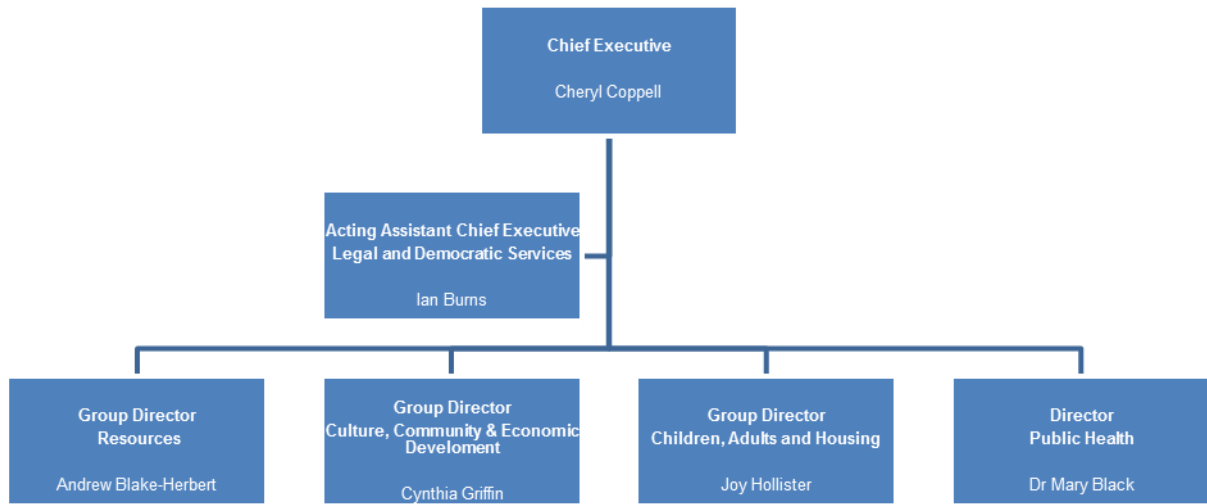 Chief Executive
Cheryl Coppell
Acting Assistant Chief Executive
Legal and Democratic Services
Ian Burns
Group Director
Resources
Andrew Blake-Herbert
Group Director
Culture, Community & Economic
Develoment
Cynthia Griffin
Group Director
Children, Adults and Housing
Joy Hollister
Director
Public Health
Dr Mary Black